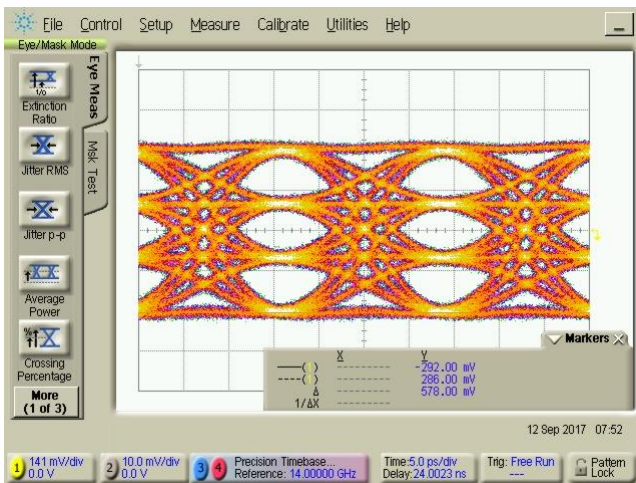 File Control Setup Measure Calibrate Utilities Help
Eye/Mask Mode
Eye Meas
Msk Test
Extinction
Ratio
Jitter RMS
Jitter p-p
Average
Power
Crossing
Percentage
More
(1 of 3)
Markers
X Y
1 -292.00 mV
286.00 mV
Δ 578.00 mV
1/ΔX
12 Sep 2017 07:52
1 141 mV/div
0.0 V
2 10.0 mV/div
0.0 V
3 4 Precision Timebase...
Reference: 14.00000 GHz
Time:5.0 ps/div
Delay:24.0023 ns
Trig: Free Run
---
Pattern
Lock